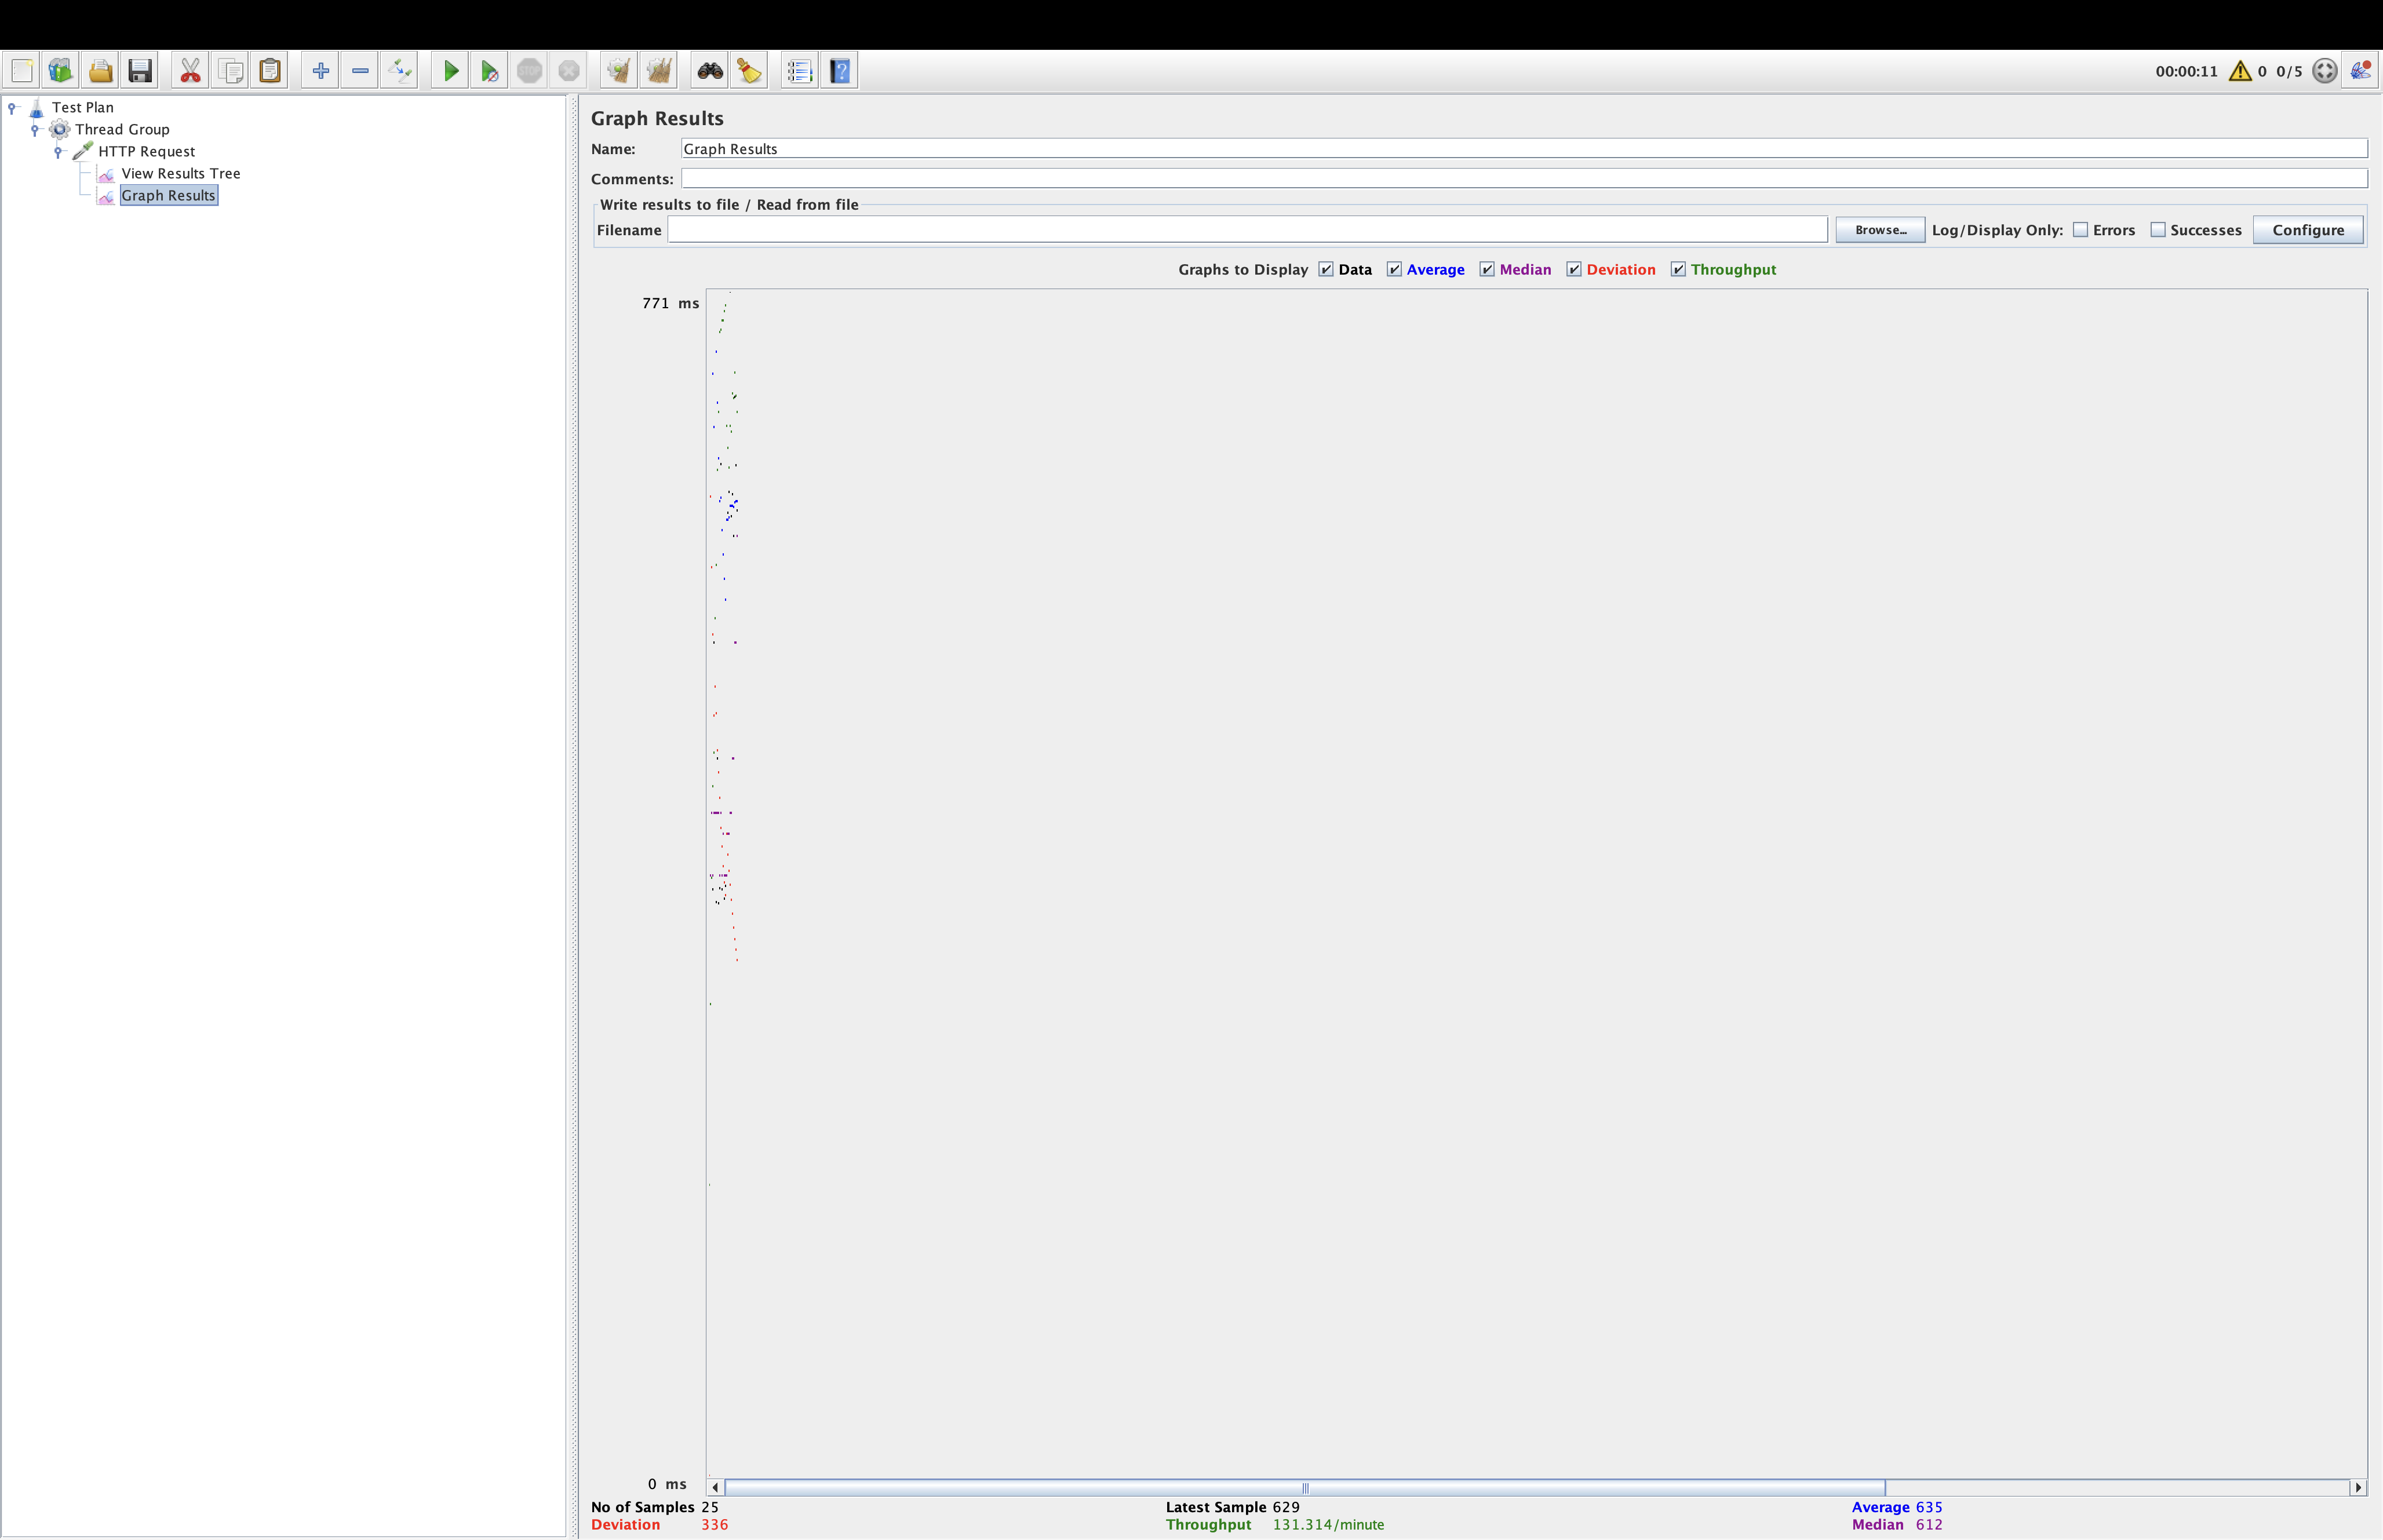 00:00:11 0 0/5
Test Plan
Thread Group
HTTP Request
View Results Tree
Graph Results
Graph Results
Name: Graph Results
Comments:
Write results to file / Read from file
Filename Browse... Log/Display Only: Errors Successes Configure
Graphs to Display Data Average Median Deviation Throughput
771 ms
0 ms
No of Samples 25 Latest Sample 629 Average 635
Deviation 336 Throughput 131.314/minute Median 612